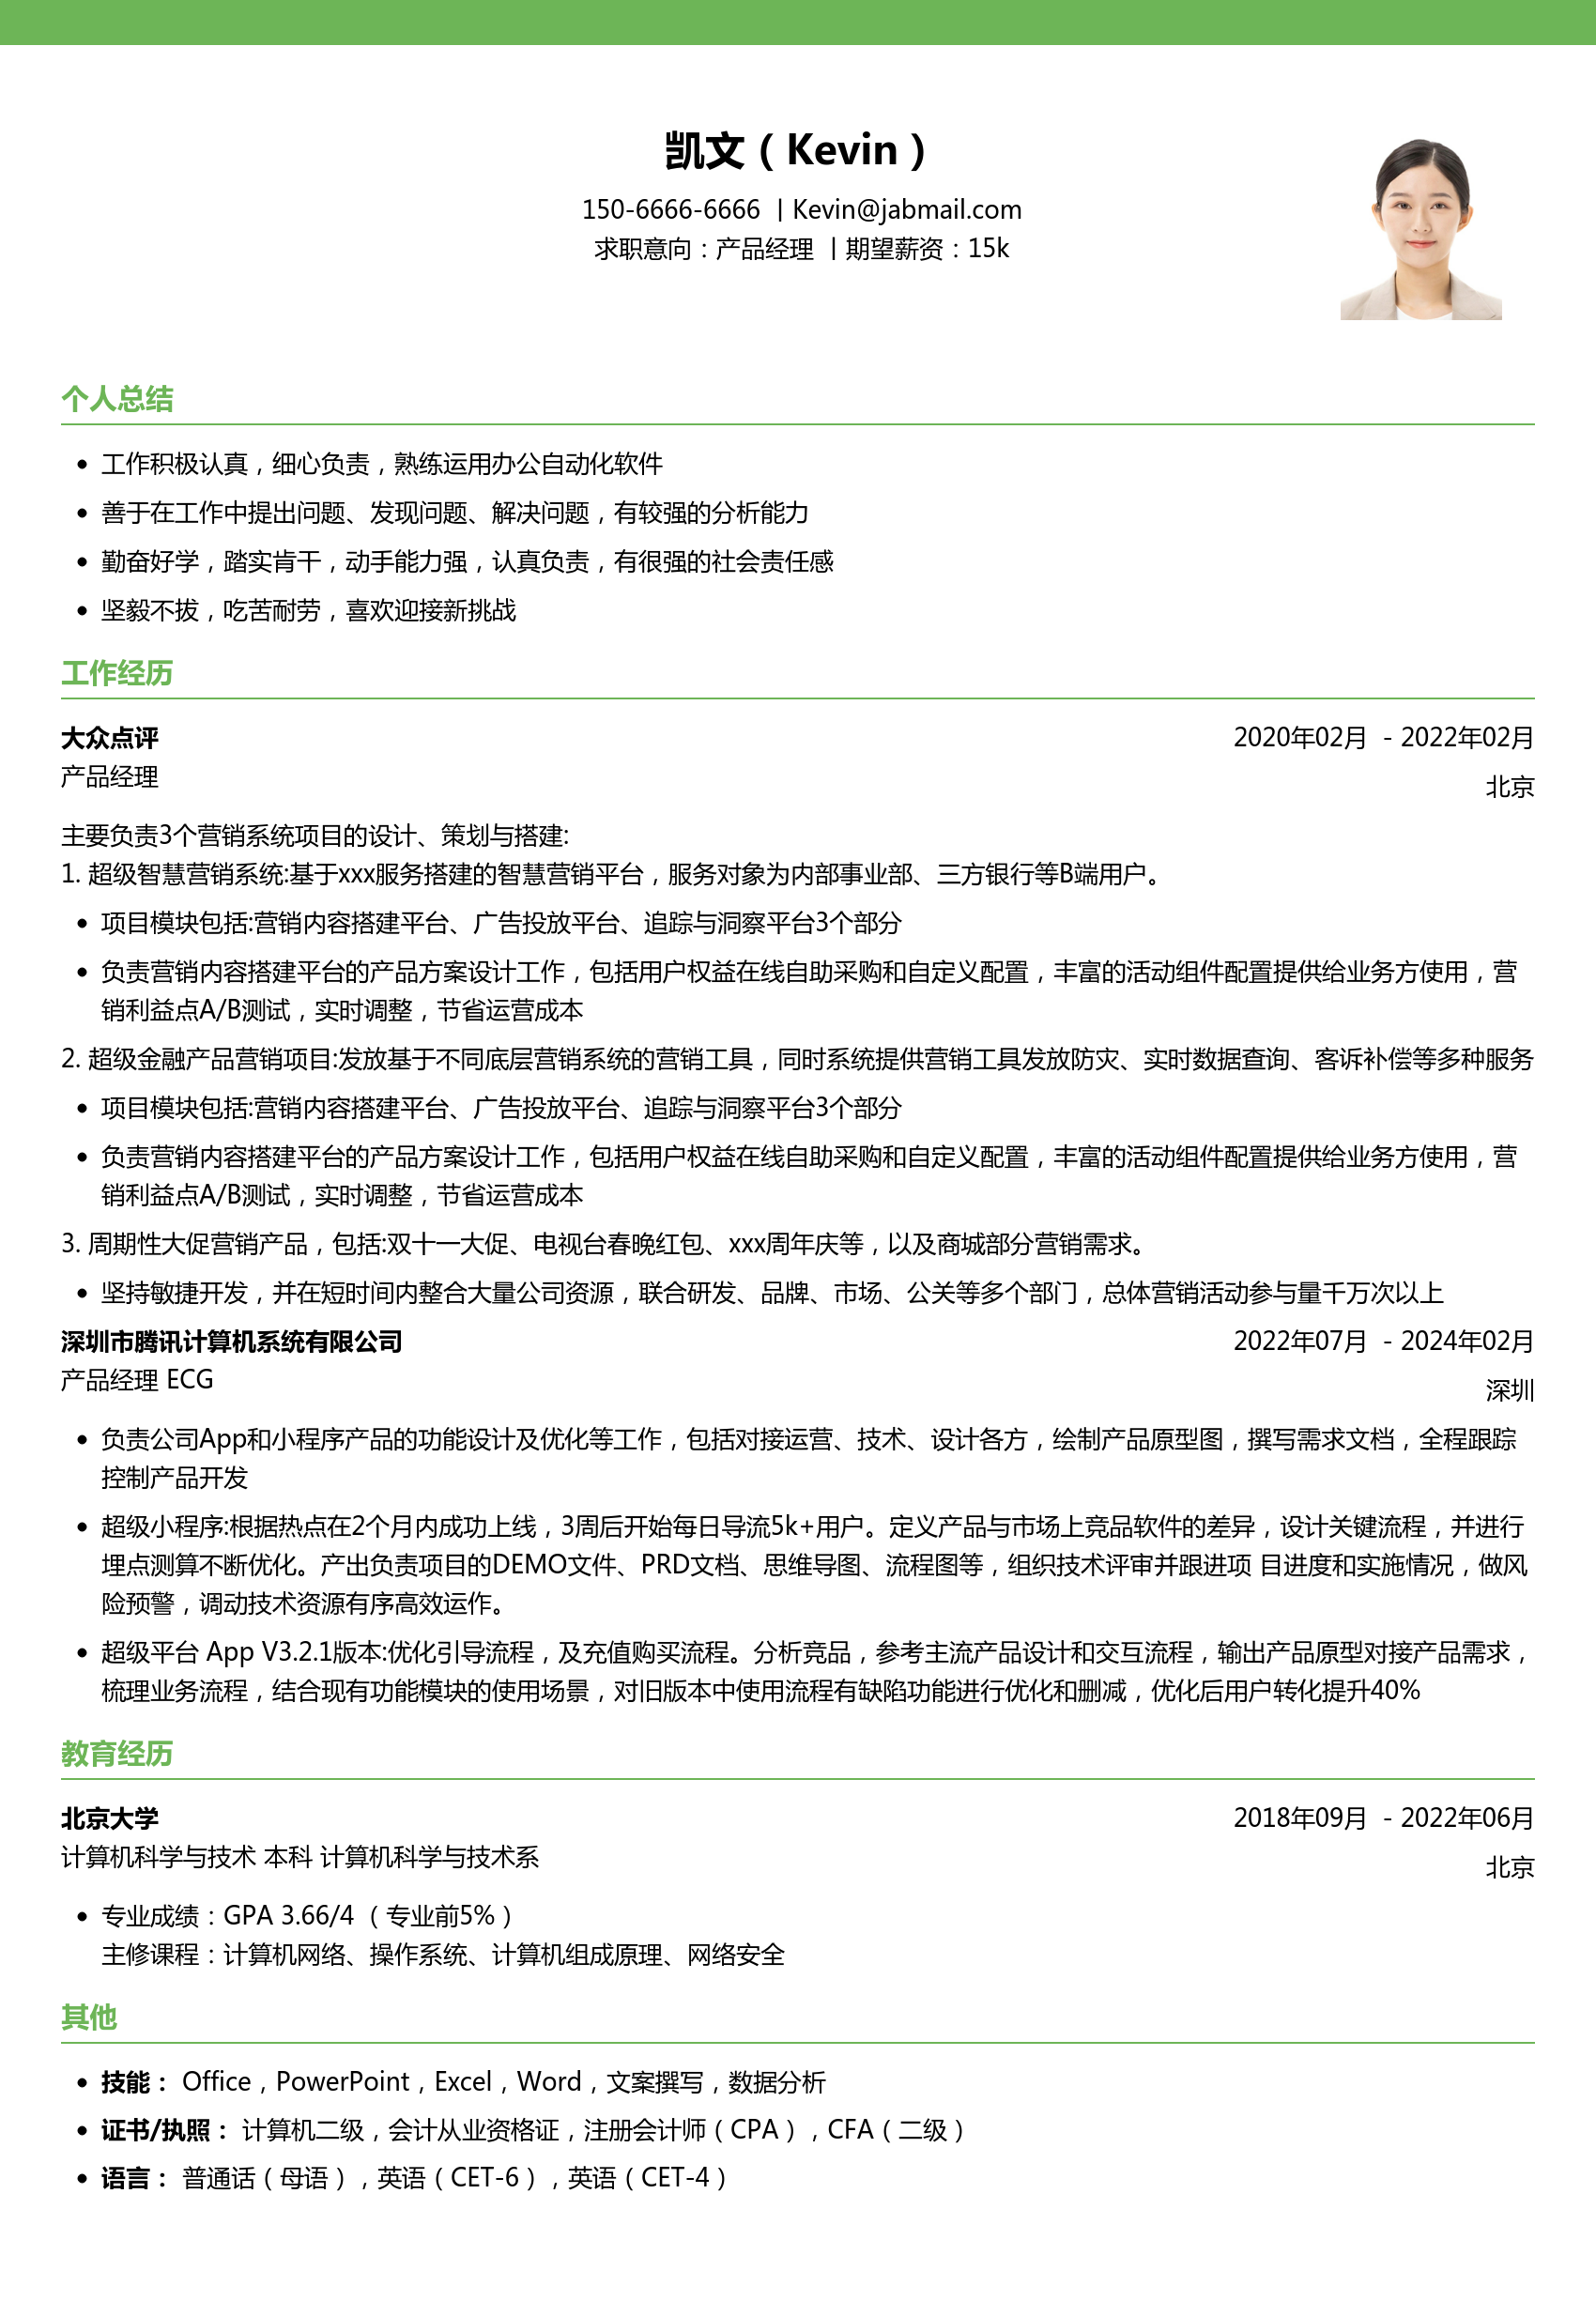 凯文（Kevin）
150-6666-6666 | Kevin@jabmail.com
求职意向：产品经理 | 期望薪资：15k
个人总结
• 工作积极认真，细心负责，熟练运用办公自动化软件
• 善于在工作中提出问题、发现问题、解决问题，有较强的分析能力
• 勤奋好学，踏实肯干，动手能力强，认真负责，有很强的社会责任感
• 坚毅不拔，吃苦耐劳，喜欢迎接新挑战
工作经历
大众点评 2020年02月 - 2022年02月
产品经理
北京
主要负责3个营销系统项目的设计、策划与搭建:
1. 超级智慧营销系统:基于xxx服务搭建的智慧营销平台，服务对象为内部事业部、三方银行等B端用户。
• 项目模块包括:营销内容搭建平台、广告投放平台、追踪与洞察平台3个部分
• 负责营销内容搭建平台的产品方案设计工作，包括用户权益在线自助采购和自定义配置，丰富的活动组件配置提供给业务方使用，营
销利益点A/B测试，实时调整，节省运营成本
2. 超级金融产品营销项目:发放基于不同底层营销系统的营销工具，同时系统提供营销工具发放防灾、实时数据查询、客诉补偿等多种服务
• 项目模块包括:营销内容搭建平台、广告投放平台、追踪与洞察平台3个部分
• 负责营销内容搭建平台的产品方案设计工作，包括用户权益在线自助采购和自定义配置，丰富的活动组件配置提供给业务方使用，营
销利益点A/B测试，实时调整，节省运营成本
3. 周期性大促营销产品，包括:双十一大促、电视台春晚红包、xxx周年庆等，以及商城部分营销需求。
• 坚持敏捷开发，并在短时间内整合大量公司资源，联合研发、品牌、市场、公关等多个部门，总体营销活动参与量千万次以上
深圳市腾讯计算机系统有限公司 2022年07月 - 2024年02月
产品经理 ECG
深圳
• 负责公司App和小程序产品的功能设计及优化等工作，包括对接运营、技术、设计各方，绘制产品原型图，撰写需求文档，全程跟踪
控制产品开发
• 超级小程序:根据热点在2个月内成功上线，3周后开始每日导流5k+用户。定义产品与市场上竞品软件的差异，设计关键流程，并进行
埋点测算不断优化。产出负责项目的DEMO文件、PRD文档、思维导图、流程图等，组织技术评审并跟进项 目进度和实施情况，做风
险预警，调动技术资源有序高效运作。
• 超级平台 App V3.2.1版本:优化引导流程，及充值购买流程。分析竞品，参考主流产品设计和交互流程，输出产品原型对接产品需求，
梳理业务流程，结合现有功能模块的使用场景，对旧版本中使用流程有缺陷功能进行优化和删减，优化后用户转化提升40%
教育经历
北京大学 2018年09月 - 2022年06月
计算机科学与技术 本科 计算机科学与技术系
北京
• 专业成绩：GPA 3.66/4 （专业前5%）
主修课程：计算机网络、操作系统、计算机组成原理、网络安全
其他
• 技能： Office，PowerPoint，Excel，Word，文案撰写，数据分析
• 证书/执照： 计算机二级，会计从业资格证，注册会计师（CPA），CFA（二级）
• 语言： 普通话（母语），英语（CET-6），英语（CET-4）